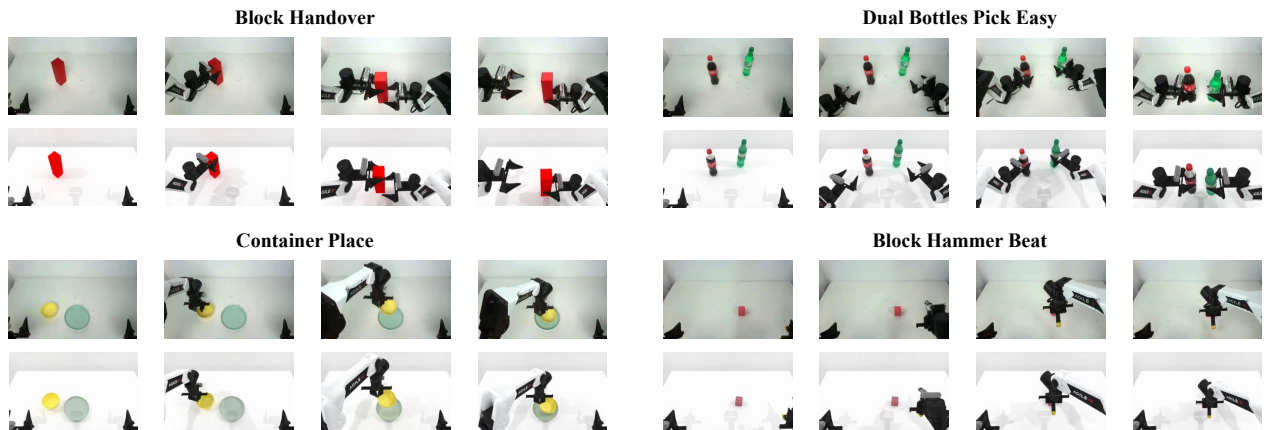 Block Handover
Dual Bottles Pick Easy
Container Place
Block Hammer Beat